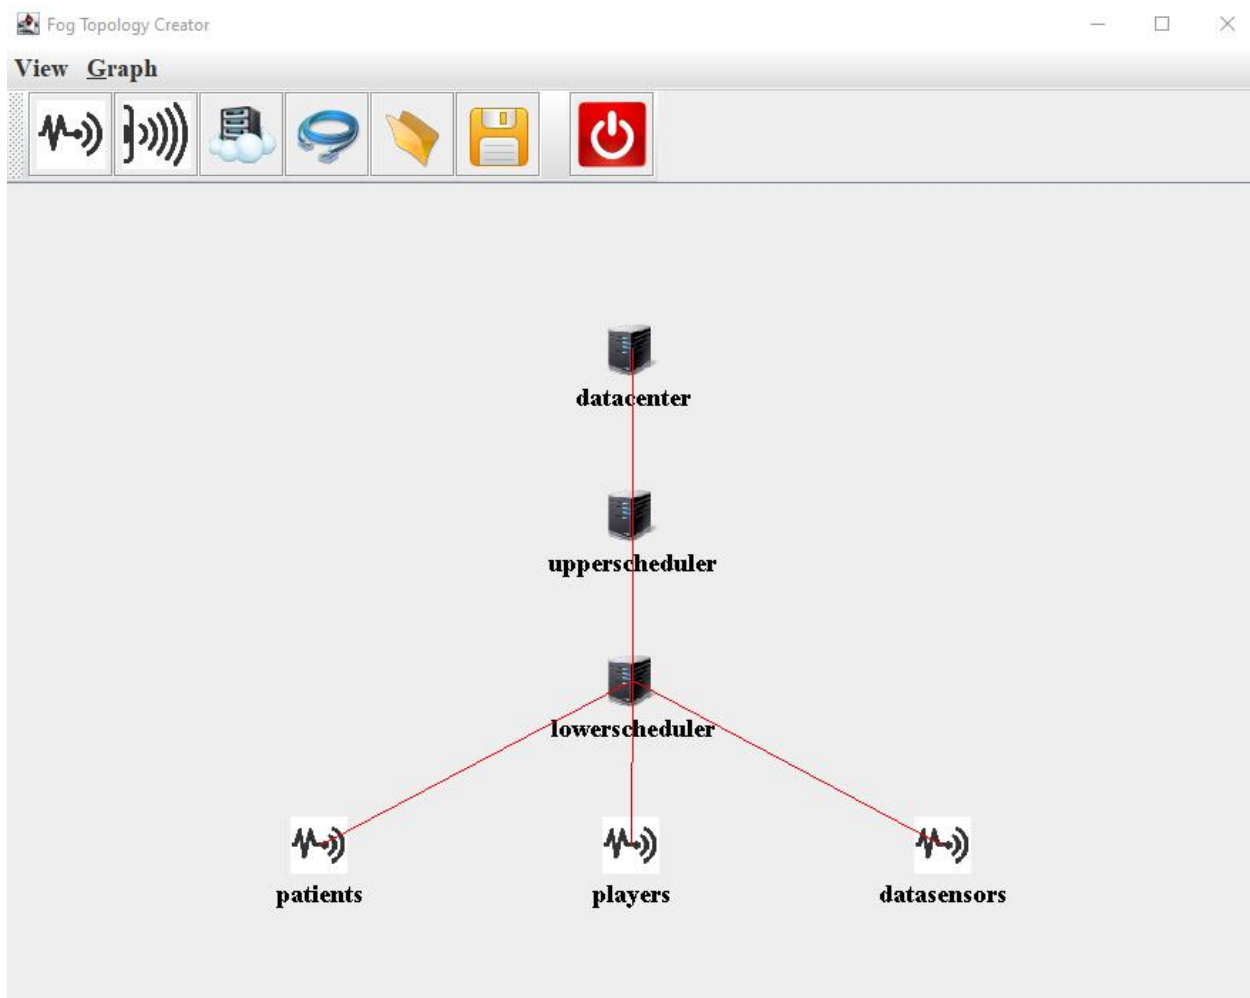 Fog Topology Creator
View Graph
datacenter
upperscheduler
lowerscheduler
patients players datasensors